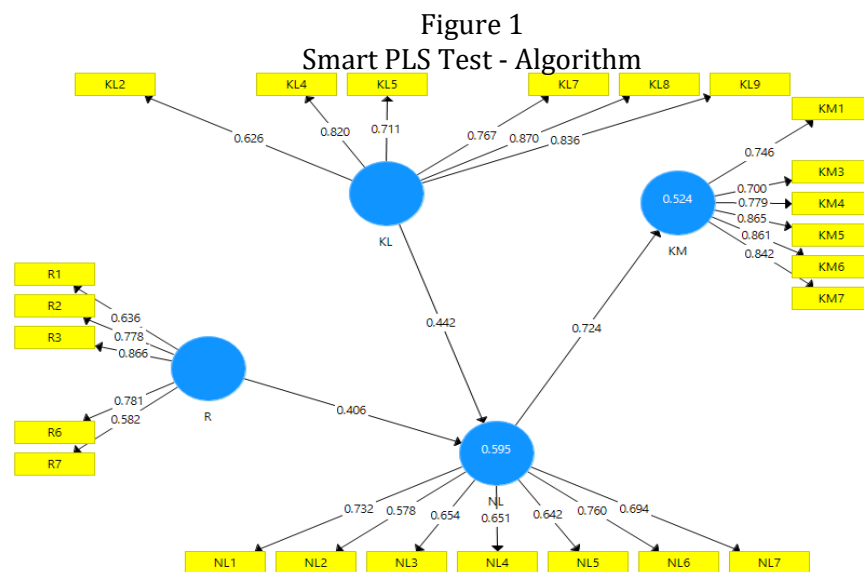 Figure 1
Smart PLS Test - Algorithm
KL2
KL4
KL5
KL7
KL8
KL9
KM1
0.626
0.820
0.711
0.767
0.870
0.836
0.746
KM3
0.700
KM4
0.779
0.524
KM5
0.865
0.861
KM6
0.842
KM7
KL
KM
R1
R2
R3
0.636
0.778
0.866
0.442
0.724
R6
0.781
R7
0.582
R
0.406
0.595
NL
0.732
0.578
0.654
0.651
0.642
0.760
0.694
NL1
NL2
NL3
NL4
NL5
NL6
NL7